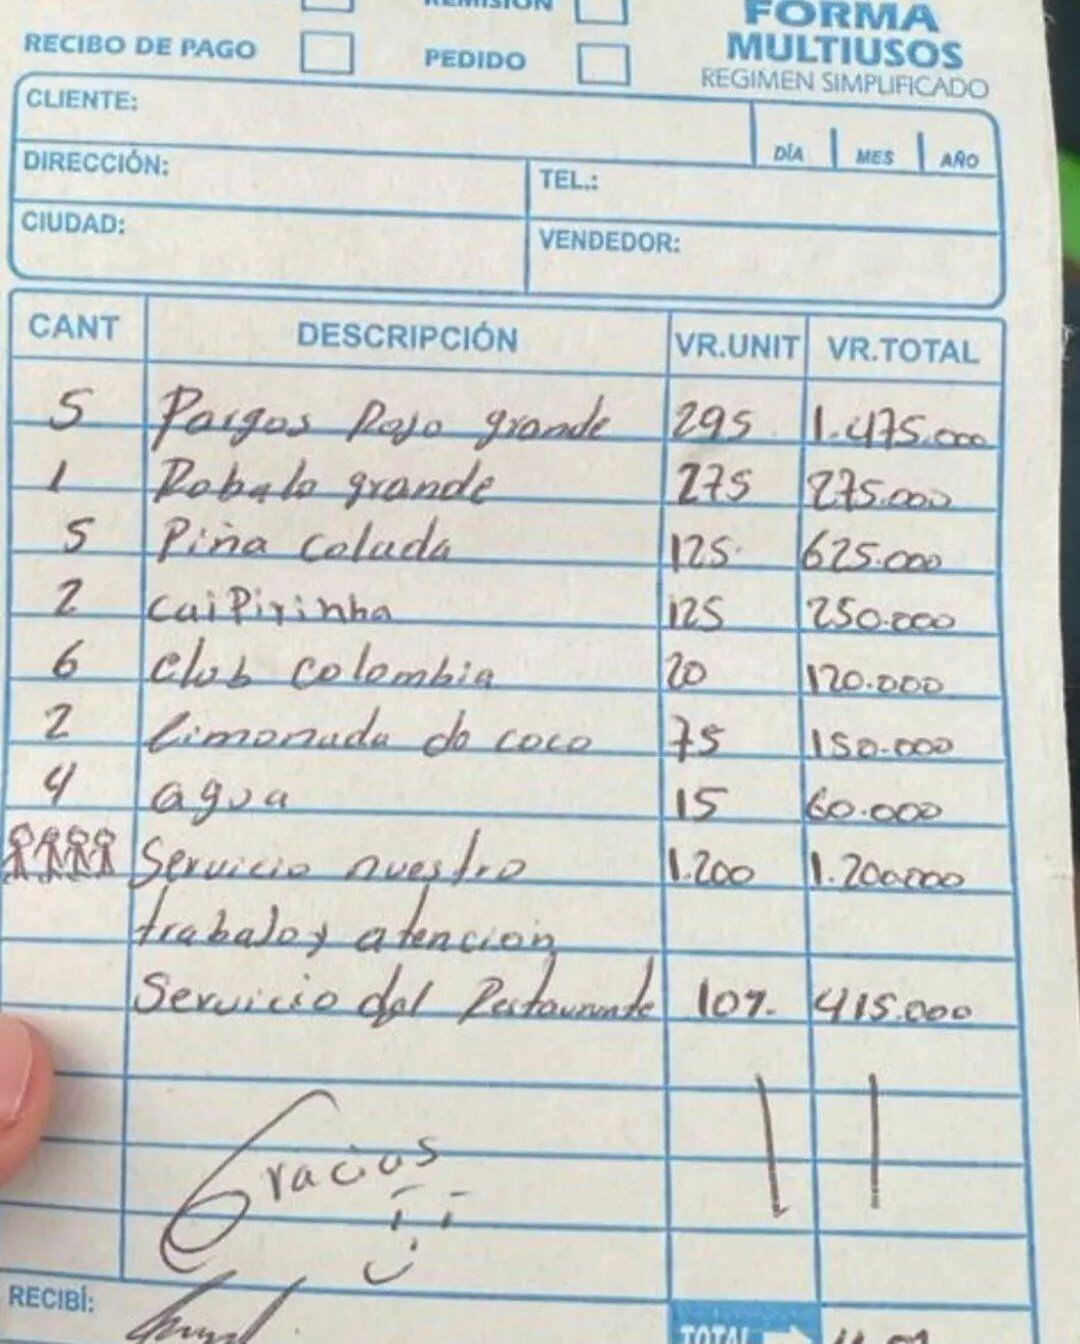 REMISIÓN
FORMA
RECIBO DE PAGO PEDIDO MULTIUSOS
REGIMEN SIMPLIFICADO
CLIENTE:
DÍA MES AÑO
DIRECCIÓN: TEL.:
CIUDAD: VENDEDOR:
CANT DESCRIPCIÓN VR.UNIT VR.TOTAL
5 Pargos Rojo grande 295 1.475.000
1 Robalo grande 275 275.000
5 Piña Colada 125 625.000
2 CaiPirinha 125 250.000
6 Club Colombia 20 120.000
2 limonada de coco 75 150.000
4 agua 15 60.000
Servicio nuestro 1.200 1.200.000
trabalo y atencion
Servicio del Restaurante 10%. 415.000
Gracias
RECIBÍ:
TOTAL